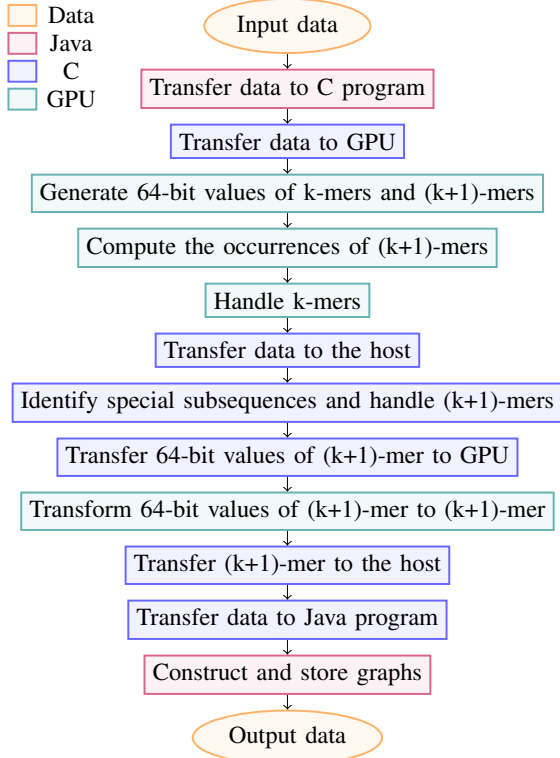 Data
Java
C
GPU
Input data
Transfer data to C program
Transfer data to GPU
Generate 64-bit values of k-mers and (k+1)-mers
Compute the occurrences of (k+1)-mers
Handle k-mers
Transfer data to the host
Identify special subsequences and handle (k+1)-mers
Transfer 64-bit values of (k+1)-mer to GPU
Transform 64-bit values of (k+1)-mer to (k+1)-mer
Transfer (k+1)-mer to the host
Transfer data to Java program
Construct and store graphs
Output data